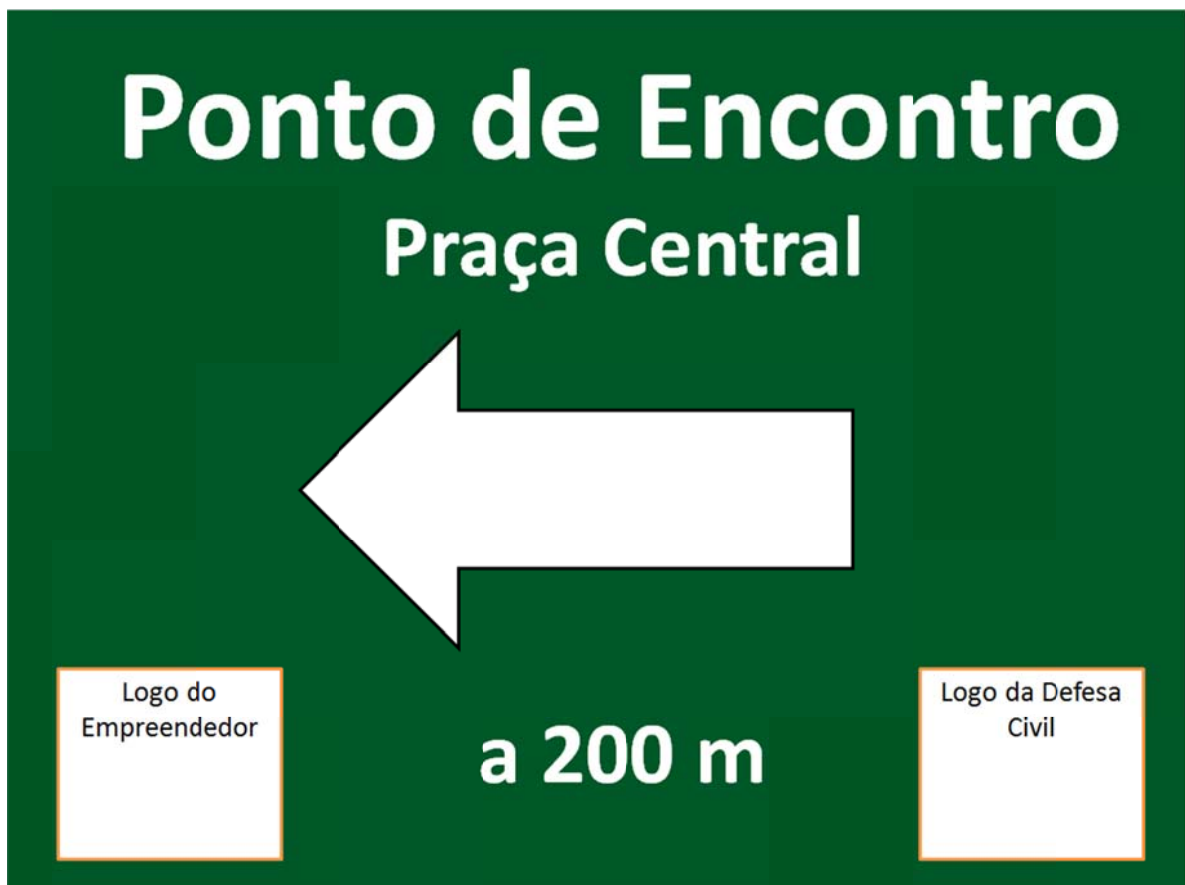 Ponto de Encontro
Praça Central
Logo do
Empreendedor
a 200 m
Logo da Defesa
Civil